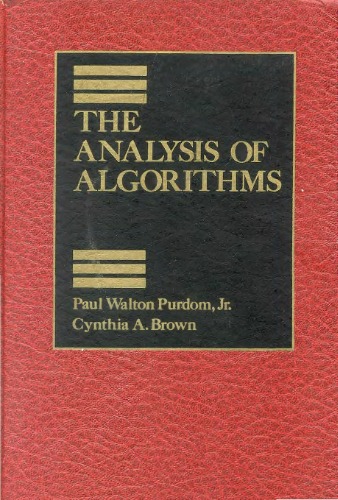 THE
ANALYSIS OF
ALGORITHMS
Paul Walton Purdom, Jr.
Cynthia A. Brown